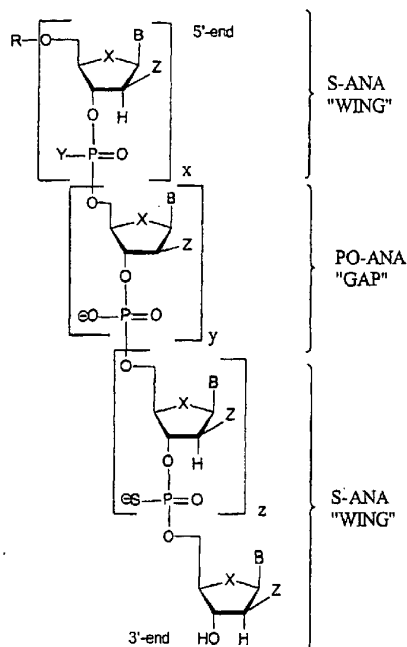 5'-end
R
O
X
B
Z
O
H
Y
P
O
x
O
X
B
Z
O
⊖O
P
O
y
O
X
B
Z
O
H
⊖S
P
O
z
O
X
B
Z
3'-end
HO
H
S-ANA
"WING"
PO-ANA
"GAP"
S-ANA
"WING"